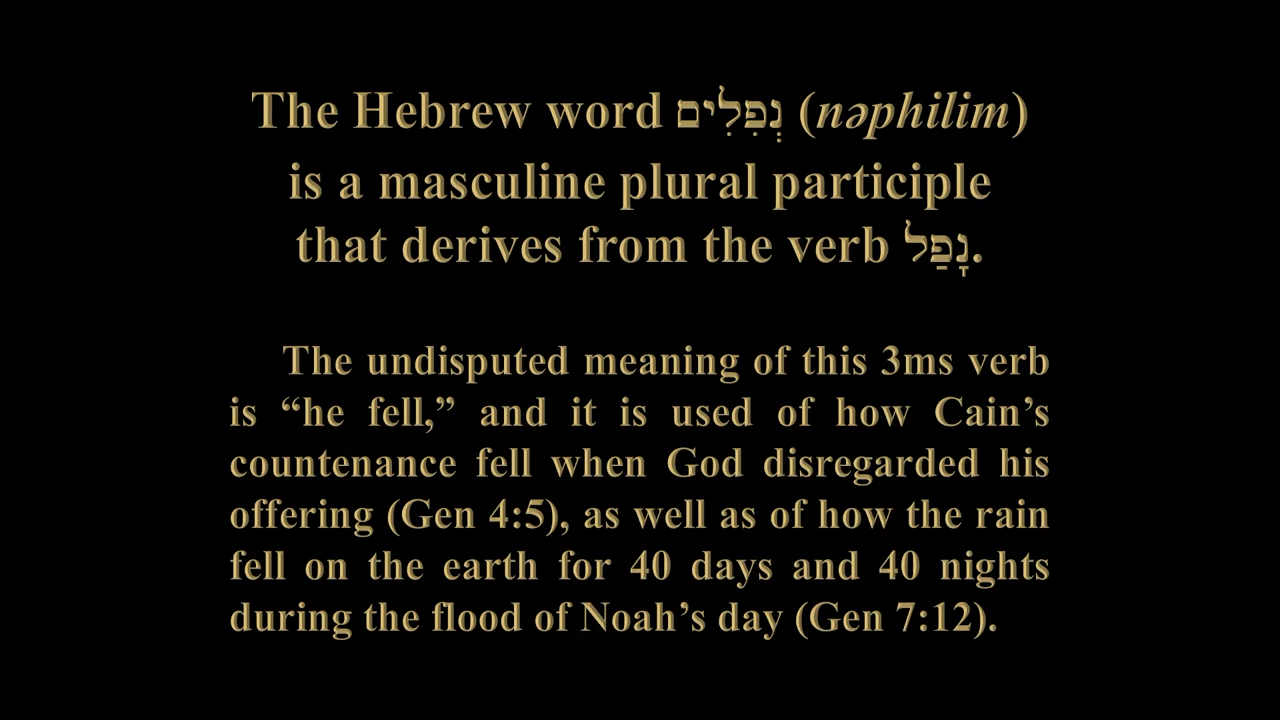 The Hebrew word נְפִלִים (nəphilim)
is a masculine plural participle
that derives from the verb נָפַל.
The undisputed meaning of this 3ms verb
is “he fell,” and it is used of how Cain’s
countenance fell when God disregarded his
offering (Gen 4:5), as well as of how the rain
fell on the earth for 40 days and 40 nights
during the flood of Noah’s day (Gen 7:12).